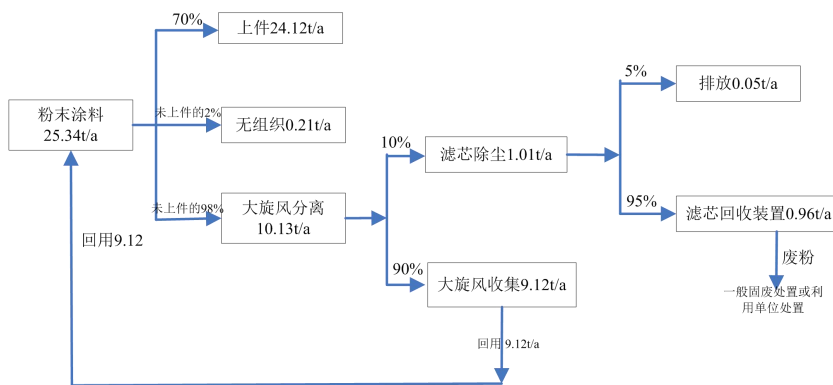 70%
上件24.12t/a
粉末涂料
25.34t/a
未上件的2%
无组织0.21t/a
未上件的98%
大旋风分离
10.13t/a
10%
滤芯除尘1.01t/a
5%
排放0.05t/a
95%
滤芯回收装置0.96t/a
废粉
一般固废处置或利
用单位处置
90%
大旋风收集9.12t/a
回用 9.12t/a
回用9.12